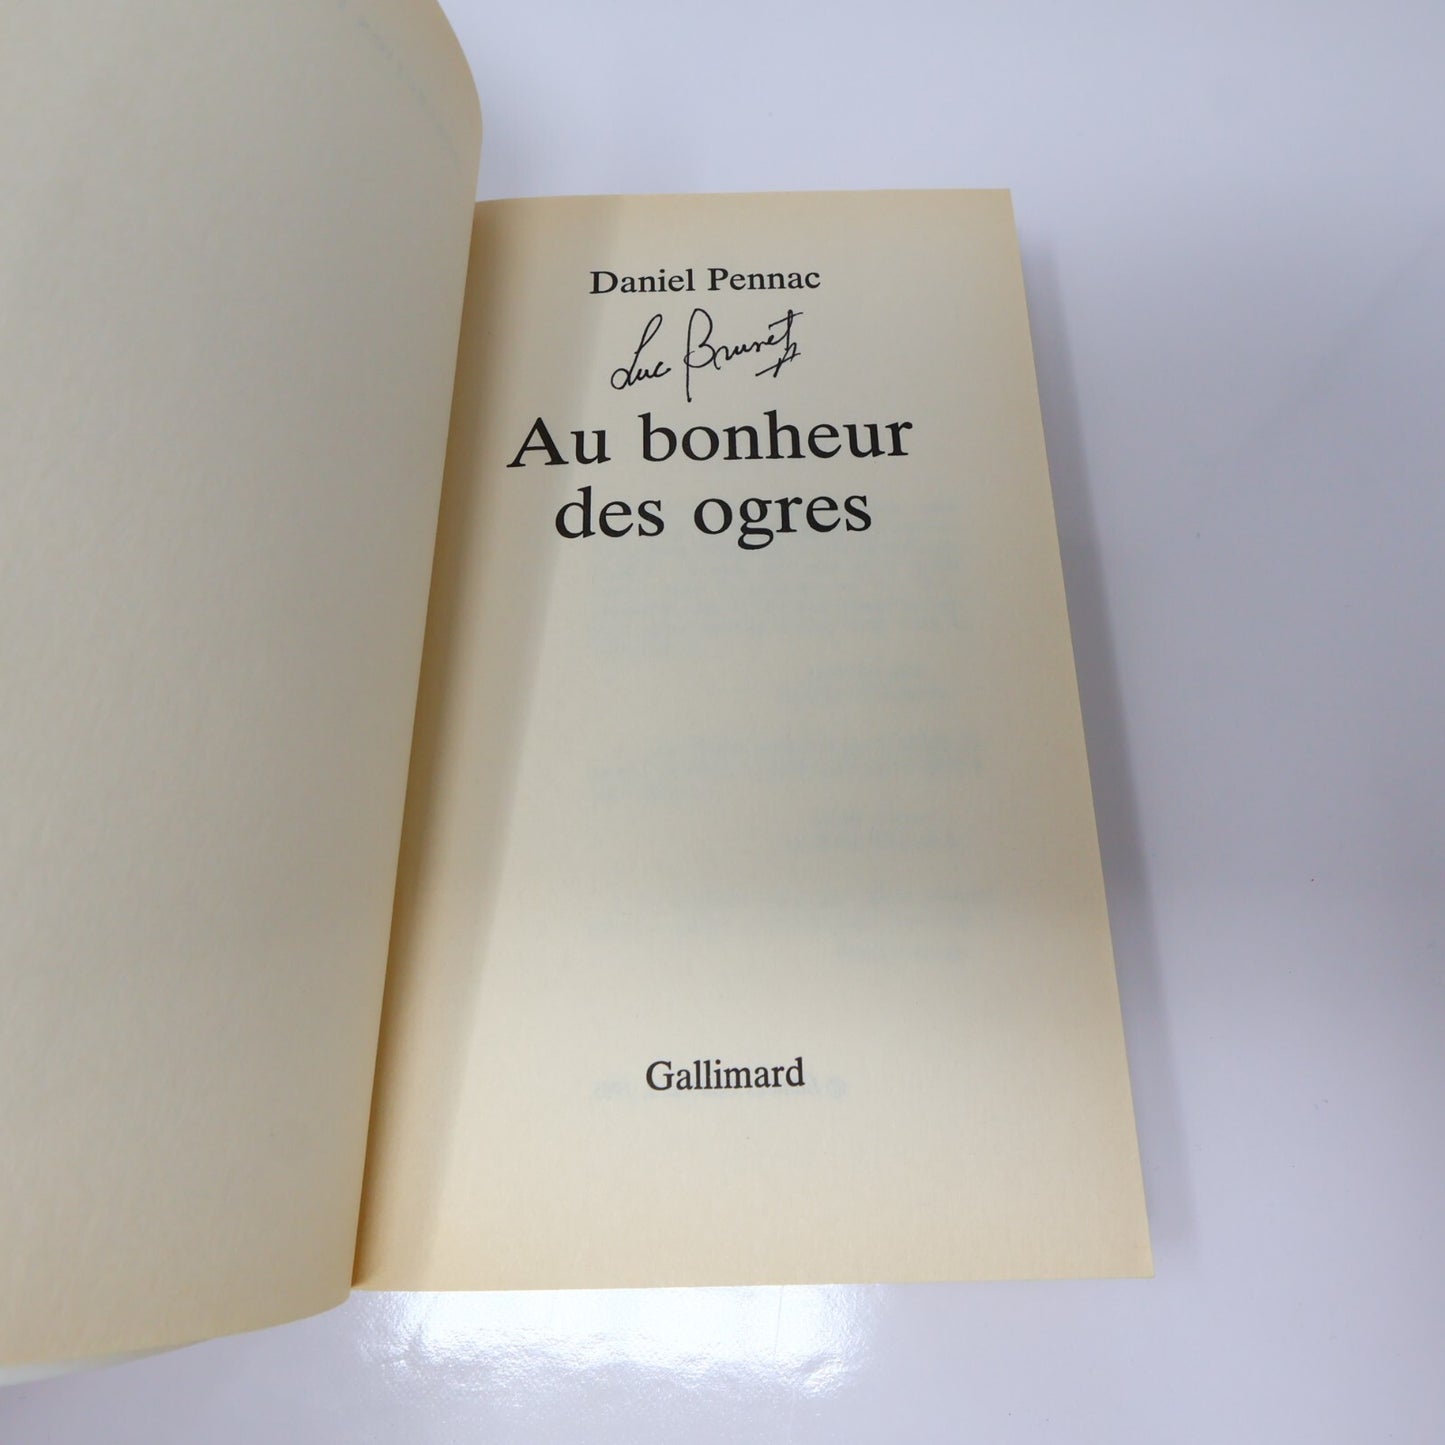 Daniel Pennac
Luc Brunet
Au bonheur
des ogres
Gallimard